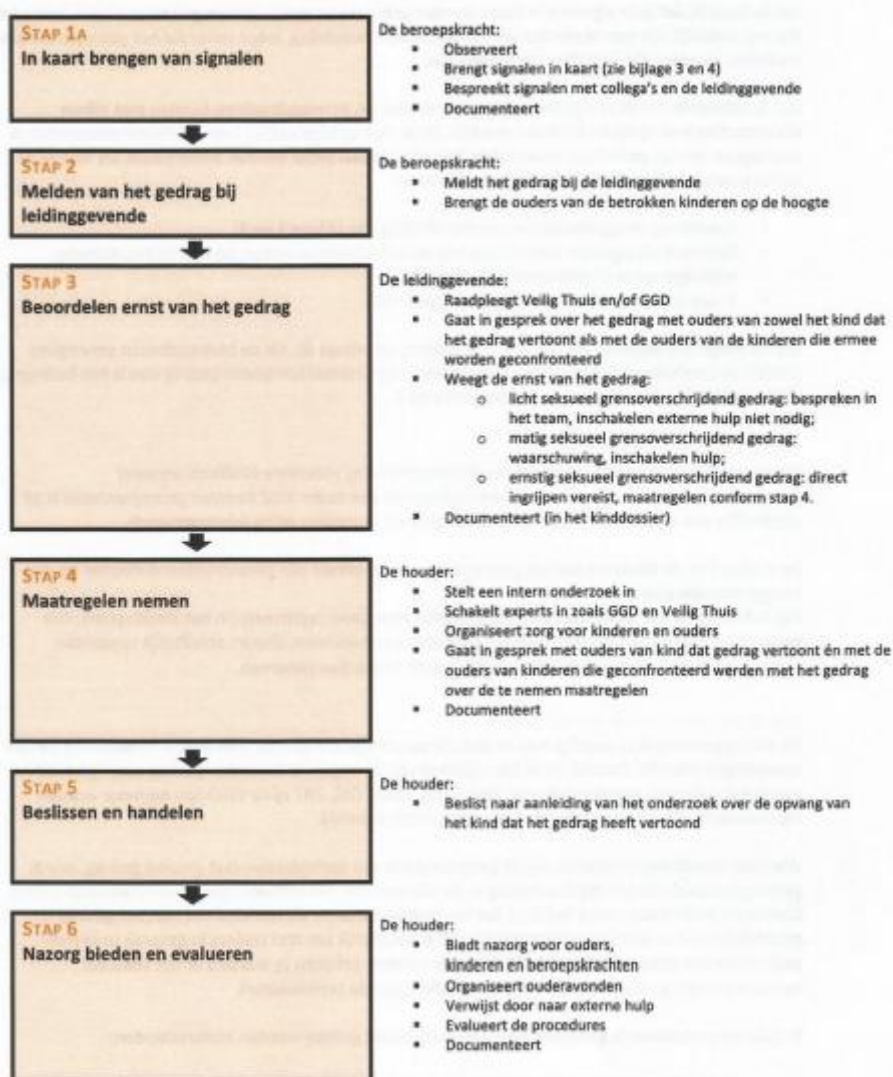 STAP 1A
In kaart brengen van signalen
De beroepskracht:
▪ Observeert
▪ Brengt signalen in kaart (zie bijlage 3 en 4)
▪ Bespreekt signalen met collega's en de leidinggevende
▪ Documenteert
STAP 2
Melden van het gedrag bij
leidinggevende
De beroepskracht:
▪ Meldt het gedrag bij de leidinggevende
▪ Brengt de ouders van de betrokken kinderen op de hoogte
STAP 3
Beoordelen ernst van het gedrag
De leidinggevende:
▪ Raadpleegt Veilig Thuis en/of GGD
▪ Gaat in gesprek over het gedrag met ouders van zowel het kind dat
het gedrag vertoont als met de ouders van de kinderen die ermee
worden geconfronteerd
▪ Weegt de ernst van het gedrag:
o licht seksueel grensoverschrijdend gedrag: bespreken in
het team, inschakelen externe hulp niet nodig;
o matig seksueel grensoverschrijdend gedrag:
waarschuwing, inschakelen hulp;
o ernstig seksueel grensoverschrijdend gedrag: direct
ingrijpen vereist, maatregelen conform stap 4.
▪ Documenteert (in het kinddossier)
STAP 4
Maatregelen nemen
De houder:
▪ Stelt een intern onderzoek in
▪ Schakelt experts in zoals GGD en Veilig Thuis
▪ Organiseert zorg voor kinderen en ouders
▪ Gaat in gesprek met ouders van kind dat gedrag vertoont én met de
ouders van kinderen die geconfronteerd werden met het gedrag
over de te nemen maatregelen
▪ Documenteert
STAP 5
Beslissen en handelen
De houder:
▪ Beslist naar aanleiding van het onderzoek over de opvang van
het kind dat het gedrag heeft vertoond
STAP 6
Nazorg bieden en evalueren
De houder:
▪ Biedt nazorg voor ouders,
kinderen en beroepskrachten
▪ Organiseert ouderavonden
▪ Verwijst door naar externe hulp
▪ Evalueert de procedures
▪ Documenteert